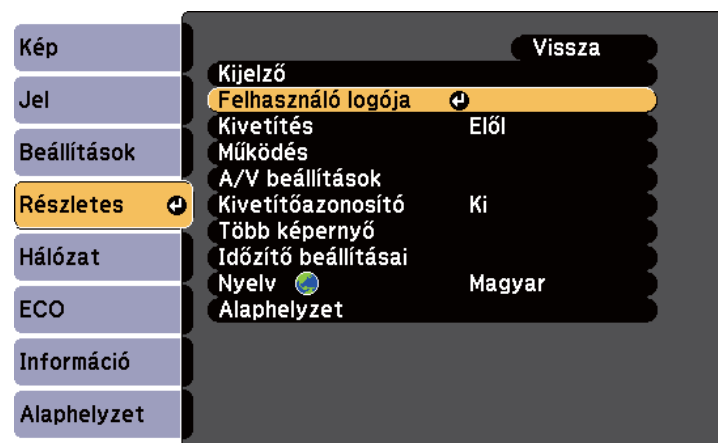 Kép
Jel
Beállítások
Részletes
Hálózat
ECO
Információ
Alaphelyzet
Vissza
Kijelző
Felhasználó logója
Kivetítés Elől
Működés
A/V beállítások
Kivetítőazonosító Ki
Több képernyő
Időzítő beállításai
Nyelv Magyar
Alaphelyzet